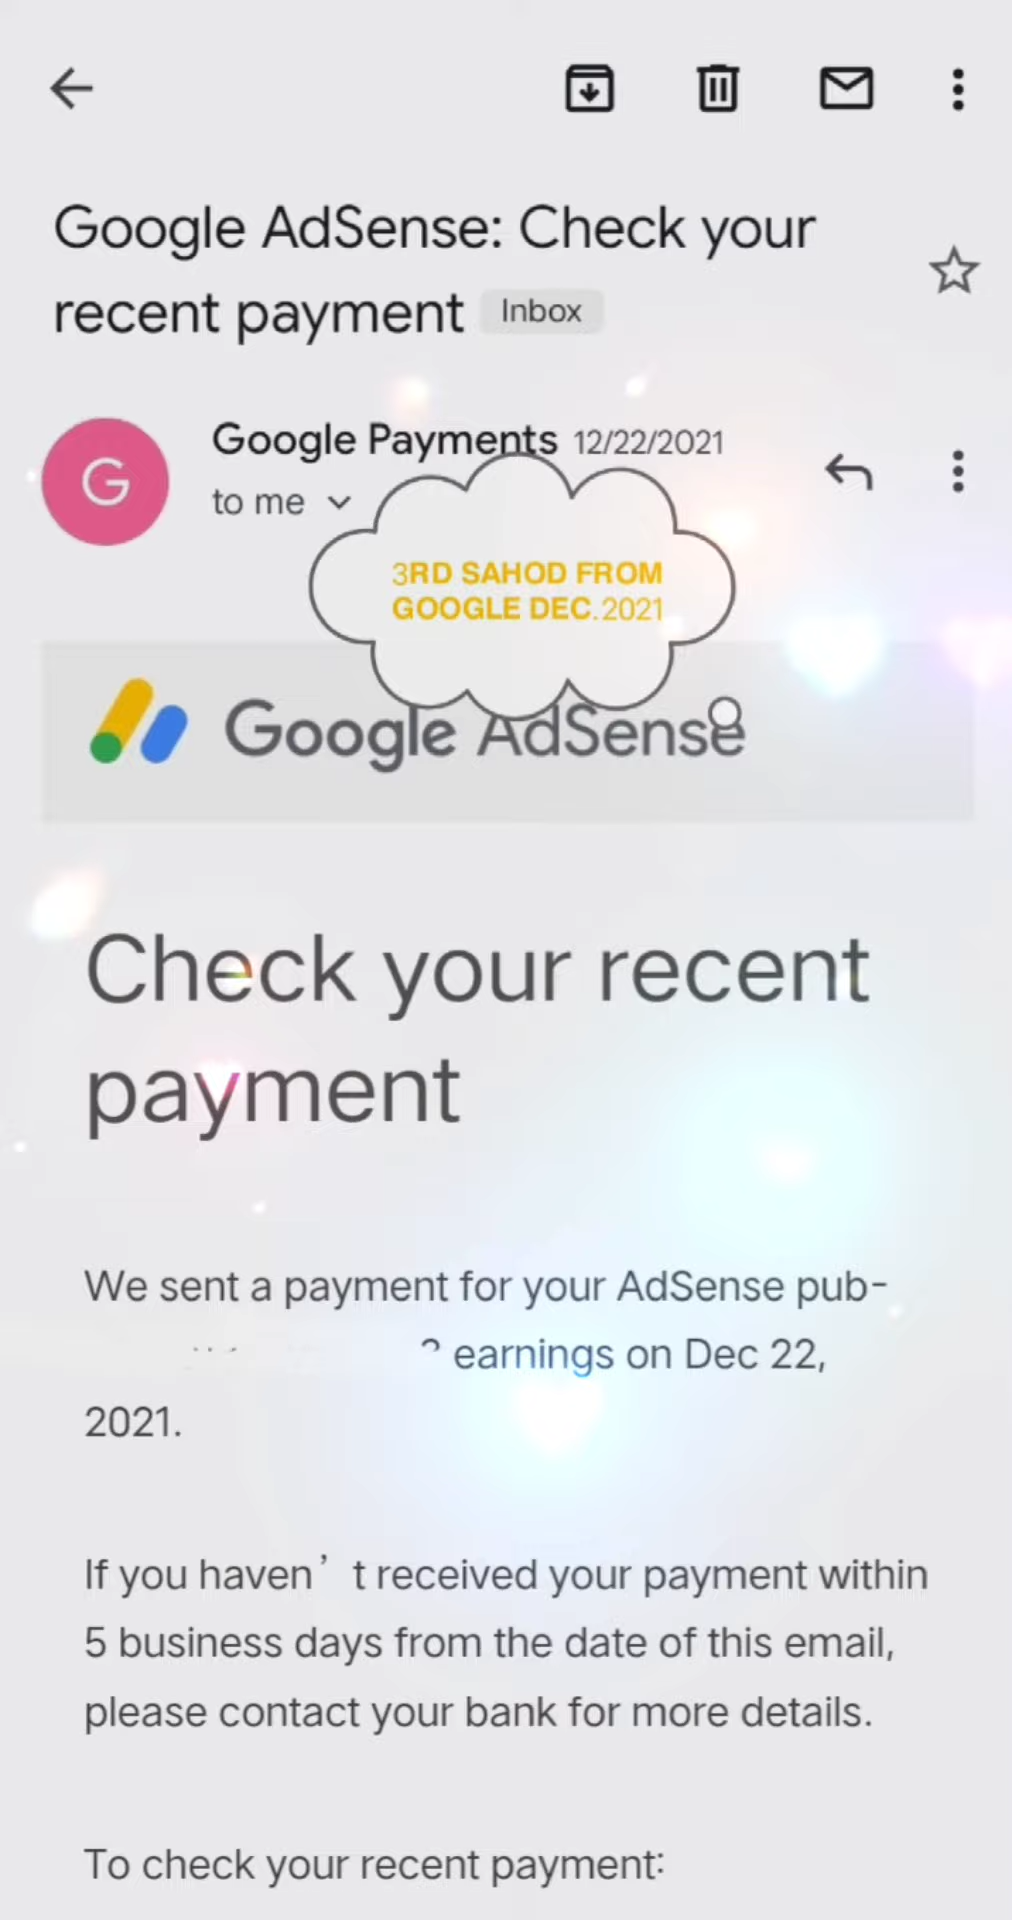 Google AdSense: Check your
recent payment Inbox
Google Payments 12/22/2021
to me
G
3RD SAHOD FROM
GOOGLE DEC.2021
Google AdSense
Check your recent
payment
We sent a payment for your AdSense pub-
earnings on Dec 22,
2021.
If you haven’ t received your payment within
5 business days from the date of this email,
please contact your bank for more details.
To check your recent payment: